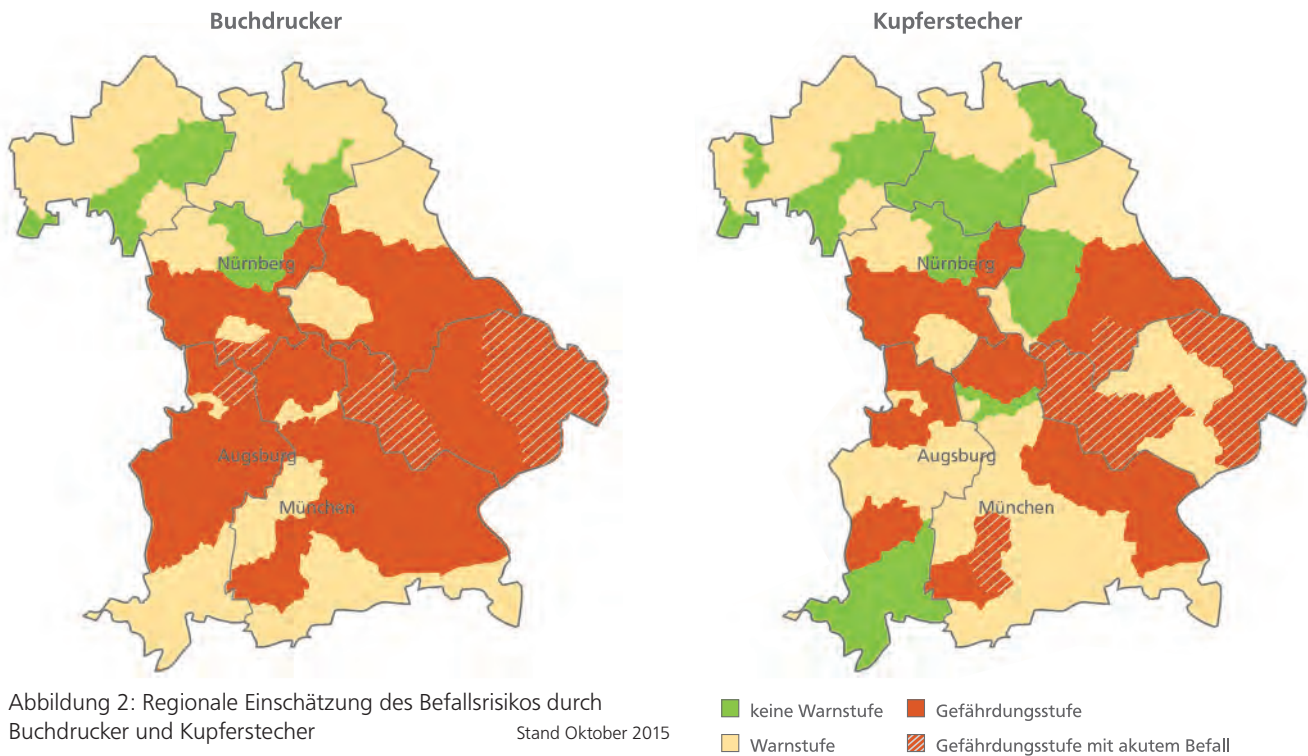 Buchdrucker
Kupferstecher
Nürnberg
Augsburg
München
Nürnberg
Augsburg
München
Abbildung 2: Regionale Einschätzung des Befallsrisikos durch
Buchdrucker und Kupferstecher
Stand Oktober 2015
keine Warnstufe
Gefährdungsstufe
Warnstufe
Gefährdungsstufe mit akutem Befall